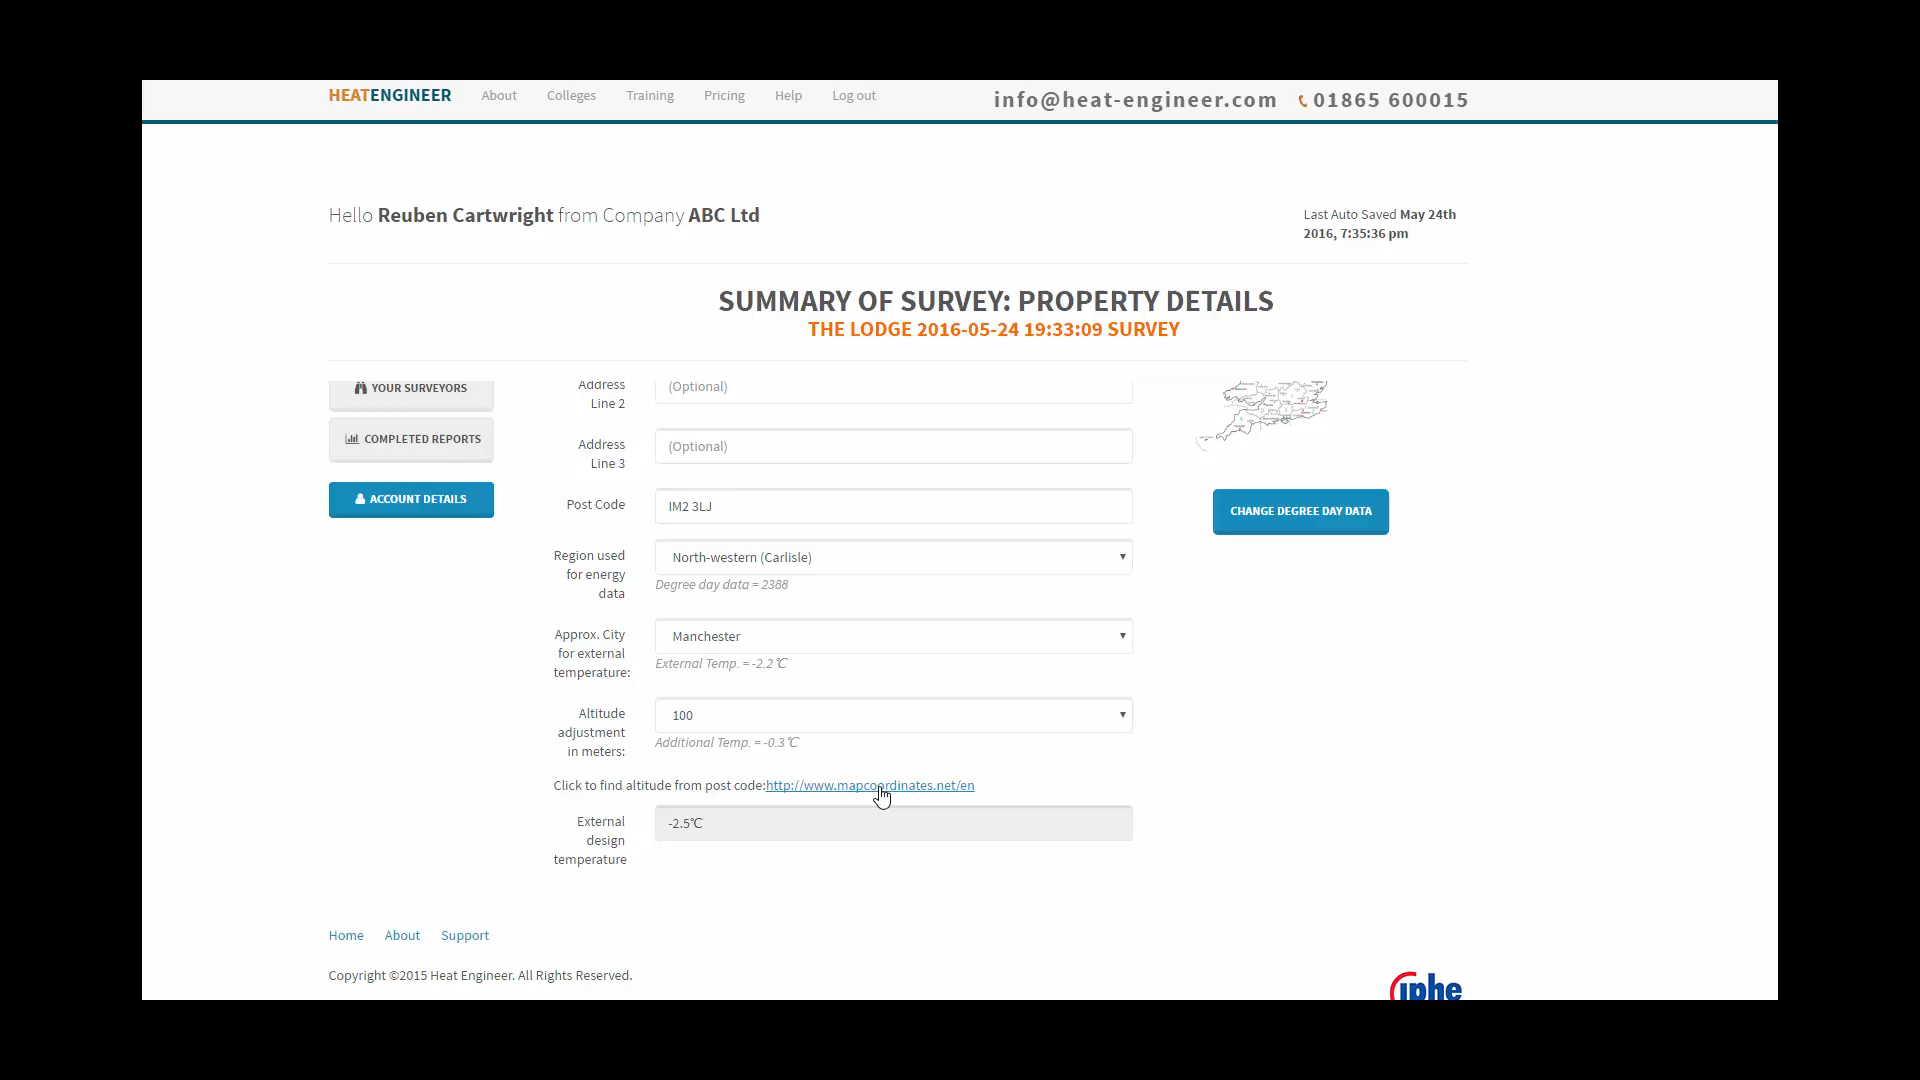 HEATENGINEER About Colleges Training Pricing Help Log out info@heat-engineer.com 01865 600015
Hello Reuben Cartwright from Company ABC Ltd
Last Auto Saved May 24th
2016, 7:35:36 pm
SUMMARY OF SURVEY: PROPERTY DETAILS
THE LODGE 2016-05-24 19:33:09 SURVEY
YOUR SURVEYORS
COMPLETED REPORTS
ACCOUNT DETAILS
Address
Line 2
(Optional)
Address
Line 3
(Optional)
Post Code
IM2 3LJ
CHANGE DEGREE DAY DATA
Region used
for energy
data
North-western (Carlisle)
Degree day data = 2388
Approx. City
for external
temperature:
Manchester
External Temp. = -2.2℃
Altitude
adjustment
in meters:
100
Additional Temp. = -0.3℃
Click to find altitude from post code:http://www.mapcoordinates.net/en
External
design
temperature
-2.5℃
Home About Support
Copyright ©2015 Heat Engineer. All Rights Reserved.
ciphe